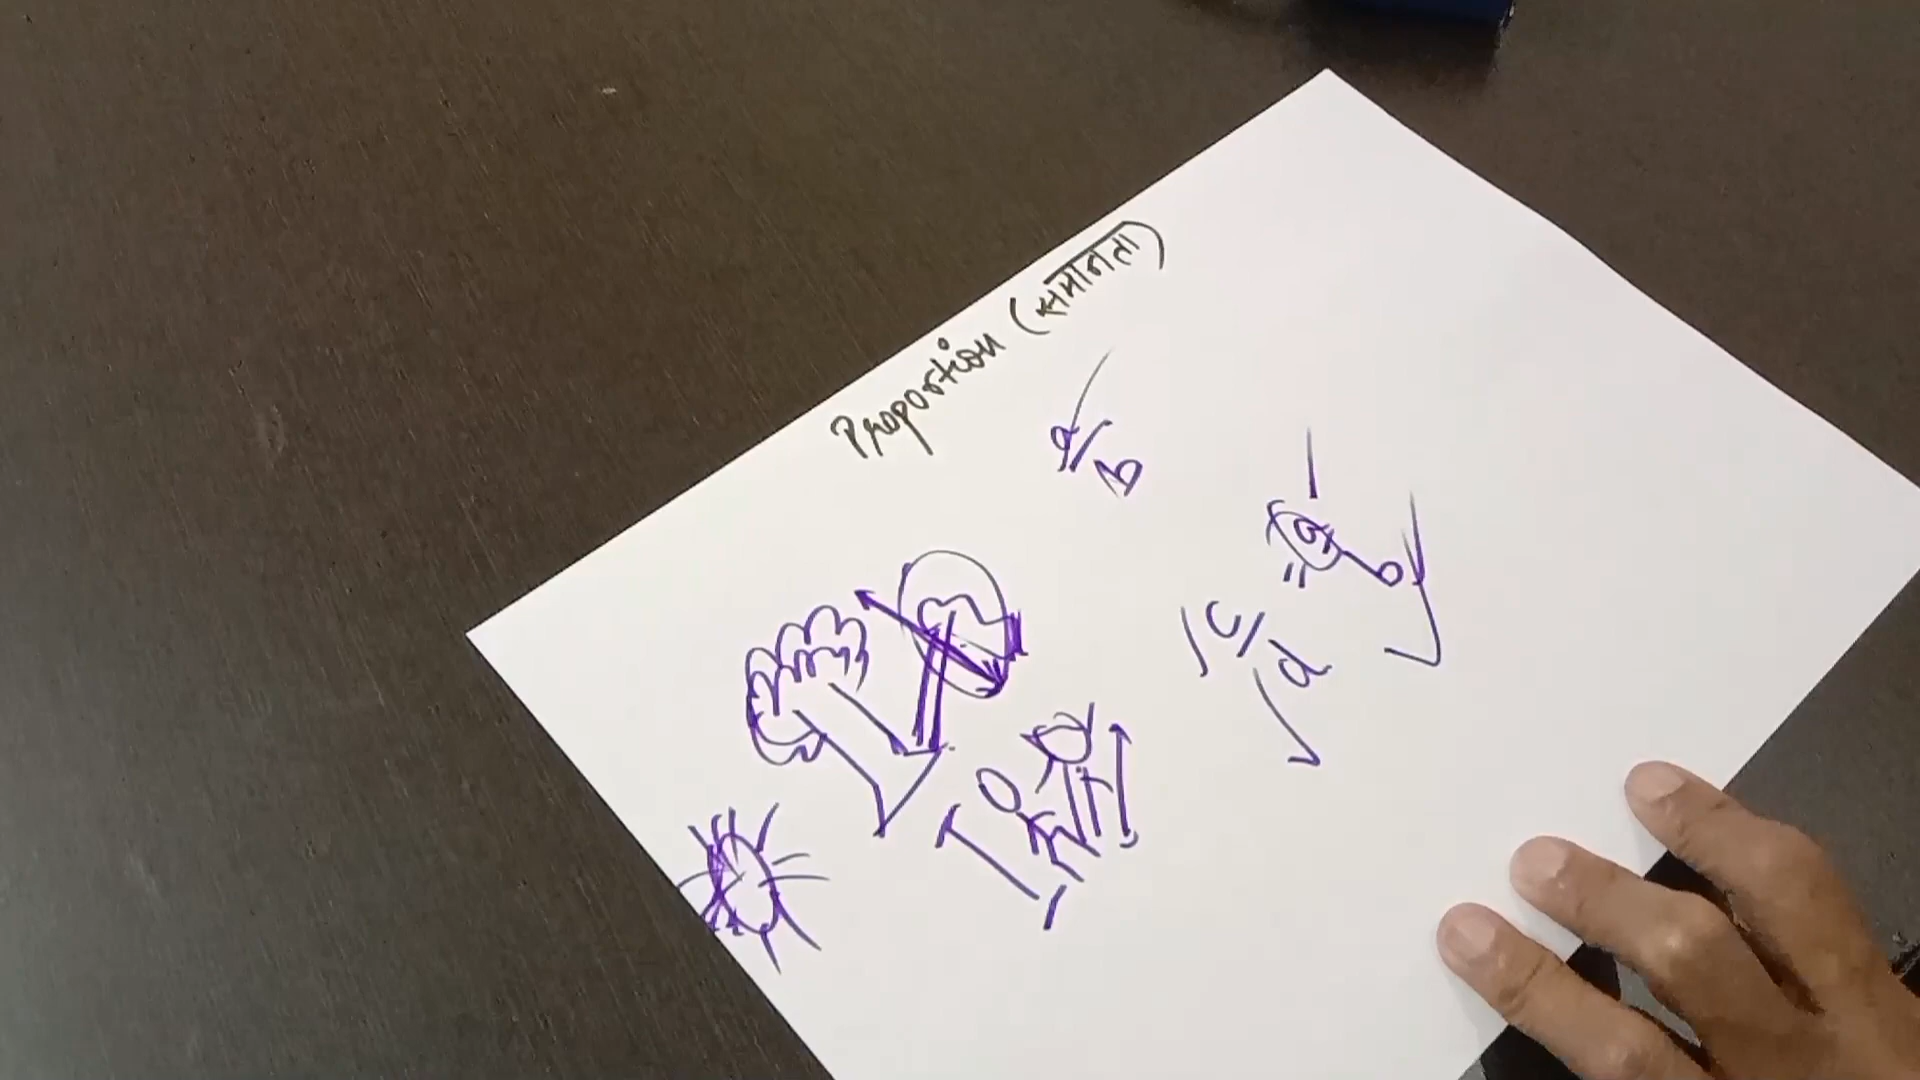 Proportion (समानता)
a/b
a/b
=
c/d